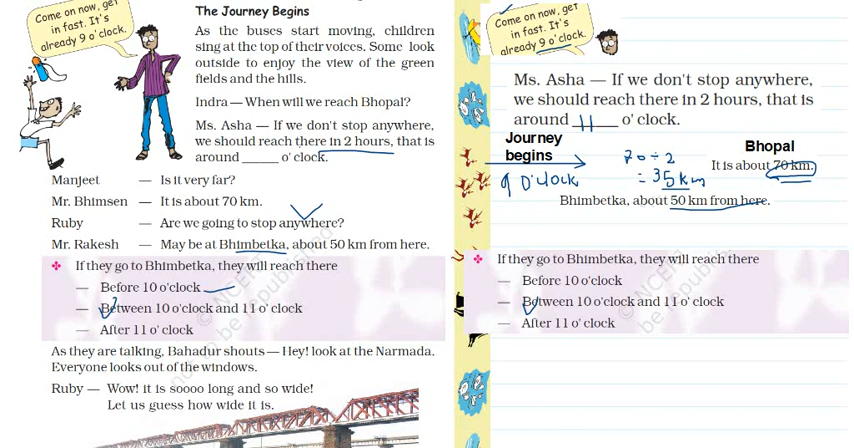 Come on now, get
in fast. It's
already 9 o' clock.
The Journey Begins
As the buses start moving, children
sing at the top of their voices. Some look
outside to enjoy the view of the green
fields and the hills.
Indra — When will we reach Bhopal?
Ms. Asha — If we don't stop anywhere,
we should reach there in 2 hours, that is
around _____ o' clock.
Manjeet — Is it very far?
Mr. Bhimsen — It is about 70 km.
Ruby — Are we going to stop anywhere?
Mr. Rakesh — May be at Bhimbetka, about 50 km from here.
❖ If they go to Bhimbetka, they will reach there
— Before 10 o'clock
— Between 10 o'clock and 11 o' clock
— After 11 o' clock
As they are talking, Bahadur shouts — Hey! look at the Narmada.
Everyone looks out of the windows.
Ruby — Wow! it is soooo long and so wide!
Let us guess how wide it is.
© NCERT
not to be republished
Come on now, get
in fast. It's
already 9 o' clock.
Ms. Asha — If we don't stop anywhere,
we should reach there in 2 hours, that is
around 11 o' clock.
Journey
begins
9 O'clock
70 ÷ 2
= 35 km
Bhopal
It is about 70 km.
Bhimbetka, about 50 km from here.
❖ If they go to Bhimbetka, they will reach there
— Before 10 o'clock
— Between 10 o'clock and 11 o' clock
— After 11 o' clock
© NCERT
be republished